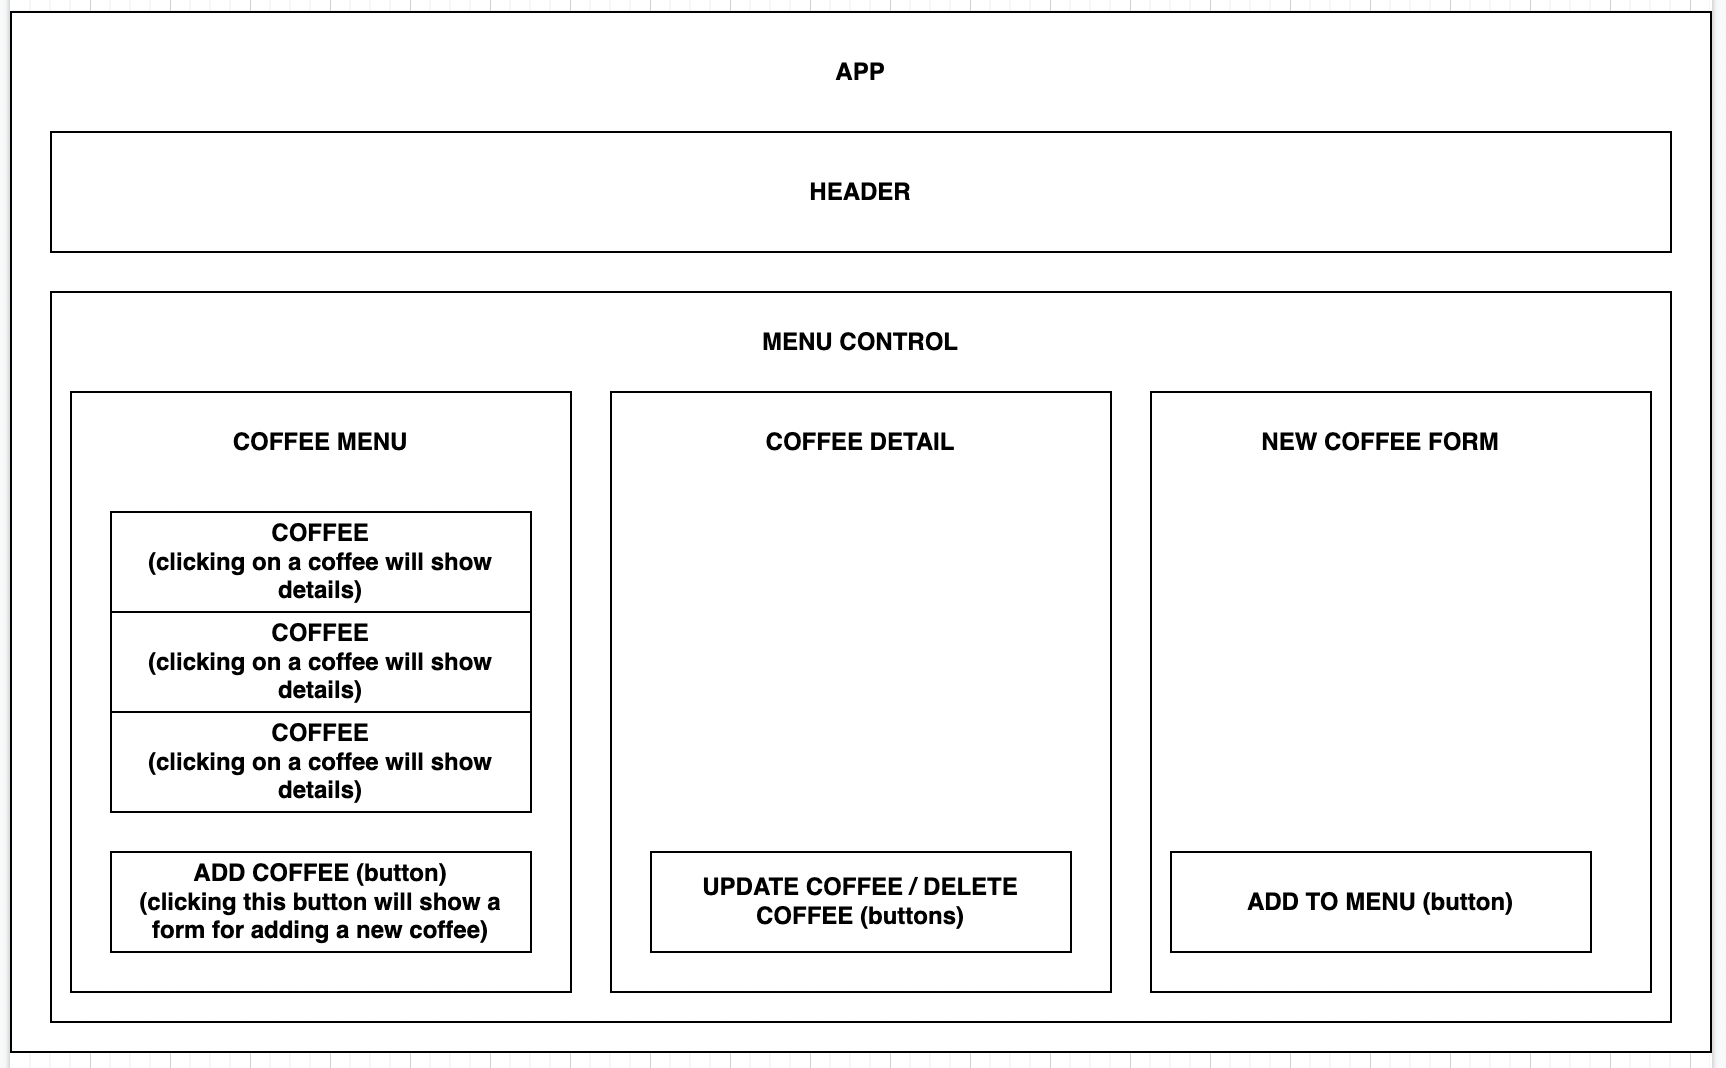 APP
HEADER
MENU CONTROL
COFFEE MENU
COFFEE
(clicking on a coffee will show
details)
COFFEE
(clicking on a coffee will show
details)
COFFEE
(clicking on a coffee will show
details)
ADD COFFEE (button)
(clicking this button will show a
form for adding a new coffee)
COFFEE DETAIL
UPDATE COFFEE / DELETE
COFFEE (buttons)
NEW COFFEE FORM
ADD TO MENU (button)